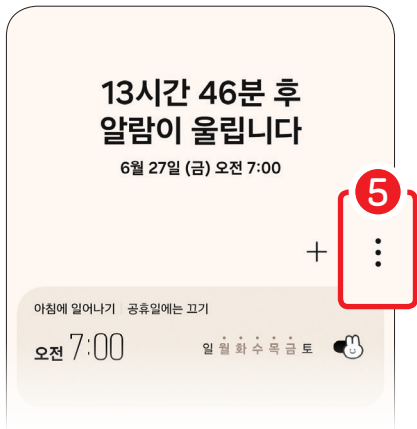 13시간 46분 후
알람이 울립니다
6월 27일 (금) 오전 7:00
5
아침에 일어나기 | 공휴일에는 끄기
오전 7:00 일 월 화 수 목 금 토